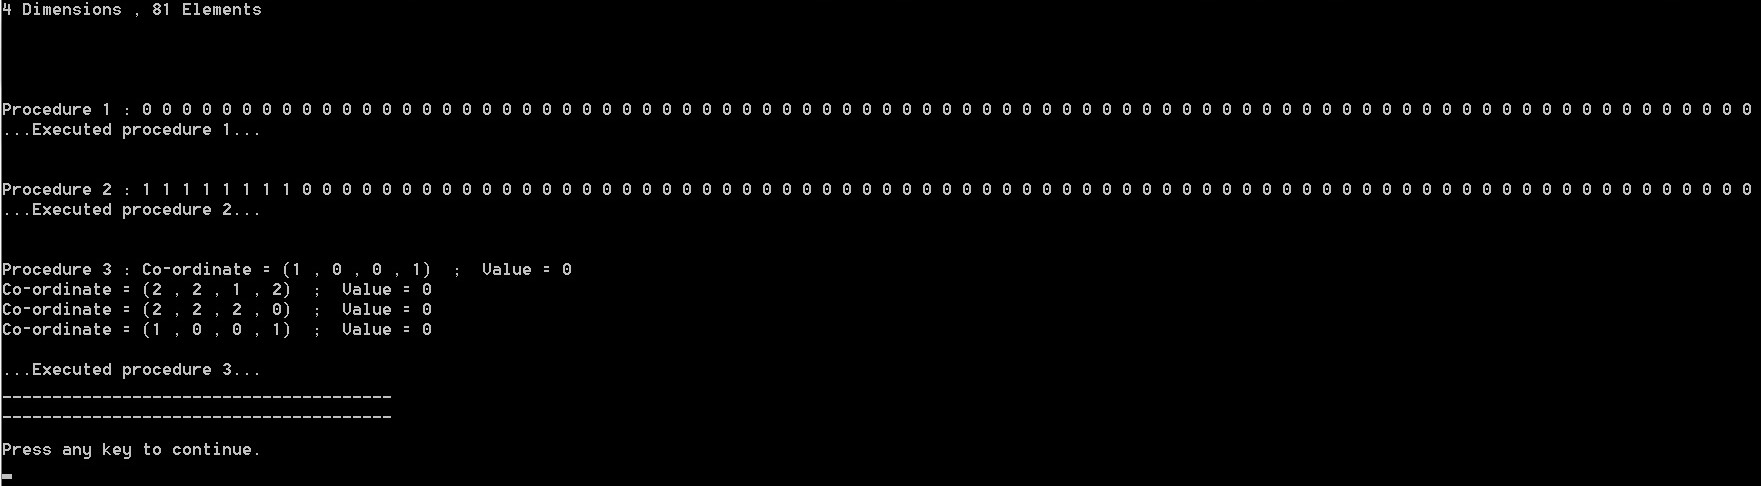 4 Dimensions , 81 Elements
Procedure 1 : 0 0 0 0 0 0 0 0 0 0 0 0 0 0 0 0 0 0 0 0 0 0 0 0 0 0 0 0 0 0 0 0 0 0 0 0 0 0 0 0 0 0 0 0 0 0 0 0 0 0 0 0 0 0 0 0 0 0 0 0 0 0 0 0 0 0 0 0 0 0 0 0 0 0 0 0 0 0 0 0 0
...Executed procedure 1...
Procedure 2 : 1 1 1 1 1 1 1 1 0 0 0 0 0 0 0 0 0 0 0 0 0 0 0 0 0 0 0 0 0 0 0 0 0 0 0 0 0 0 0 0 0 0 0 0 0 0 0 0 0 0 0 0 0 0 0 0 0 0 0 0 0 0 0 0 0 0 0 0 0 0 0 0 0 0 0 0 0 0 0 0 0
...Executed procedure 2...
Procedure 3 : Co-ordinate = (1 , 0 , 0 , 1)  ;  Value = 0
Co-ordinate = (2 , 2 , 1 , 2)  ;  Value = 0
Co-ordinate = (2 , 2 , 2 , 0)  ;  Value = 0
Co-ordinate = (1 , 0 , 0 , 1)  ;  Value = 0
...Executed procedure 3...
_______________________________________
_______________________________________
Press any key to continue.